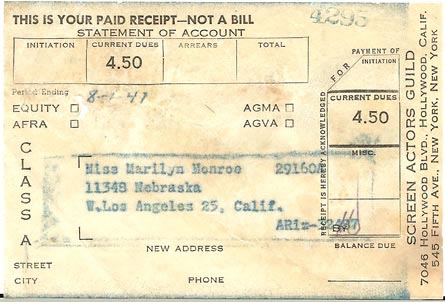 THIS IS YOUR PAID RECEIPT—NOT A BILL
4295
STATEMENT OF ACCOUNT
INITIATION CURRENT DUES ARREARS TOTAL
4.50
Period Ending
8-1-47
EQUITY AGMA
AFRA AGVA
CLASS A
Miss Marilyn Monroe 29160A
11348 Nebraska
W.Los Angeles 25, Calif.
NEW ADDRESS
STREET
CITY PHONE
RECEIPT IS HEREBY ACKNOWLEDGED
FOR
PAYMENT OF
INITIATION
CURRENT DUES
4.50
MISC.
BY
BALANCE DUE
SCREEN ACTORS GUILD
7046 HOLLYWOOD BLVD., HOLLYWOOD, CALIF.
545 FIFTH AVE., NEW YORK, NEW YORK